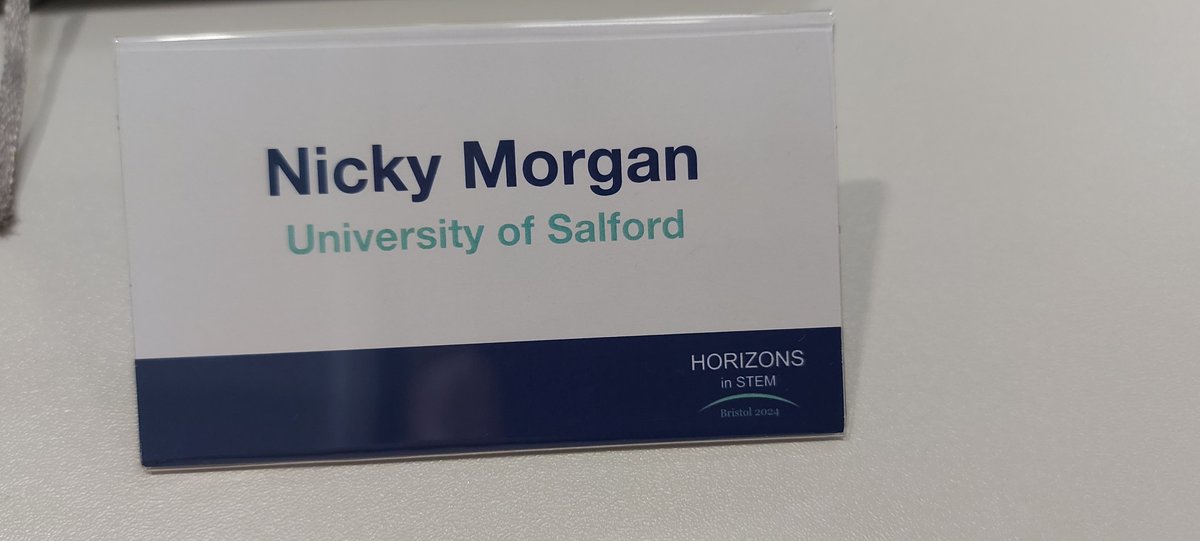 Nicky Morgan
University of Salford
HORIZONS
in STEM
Bristol 2024